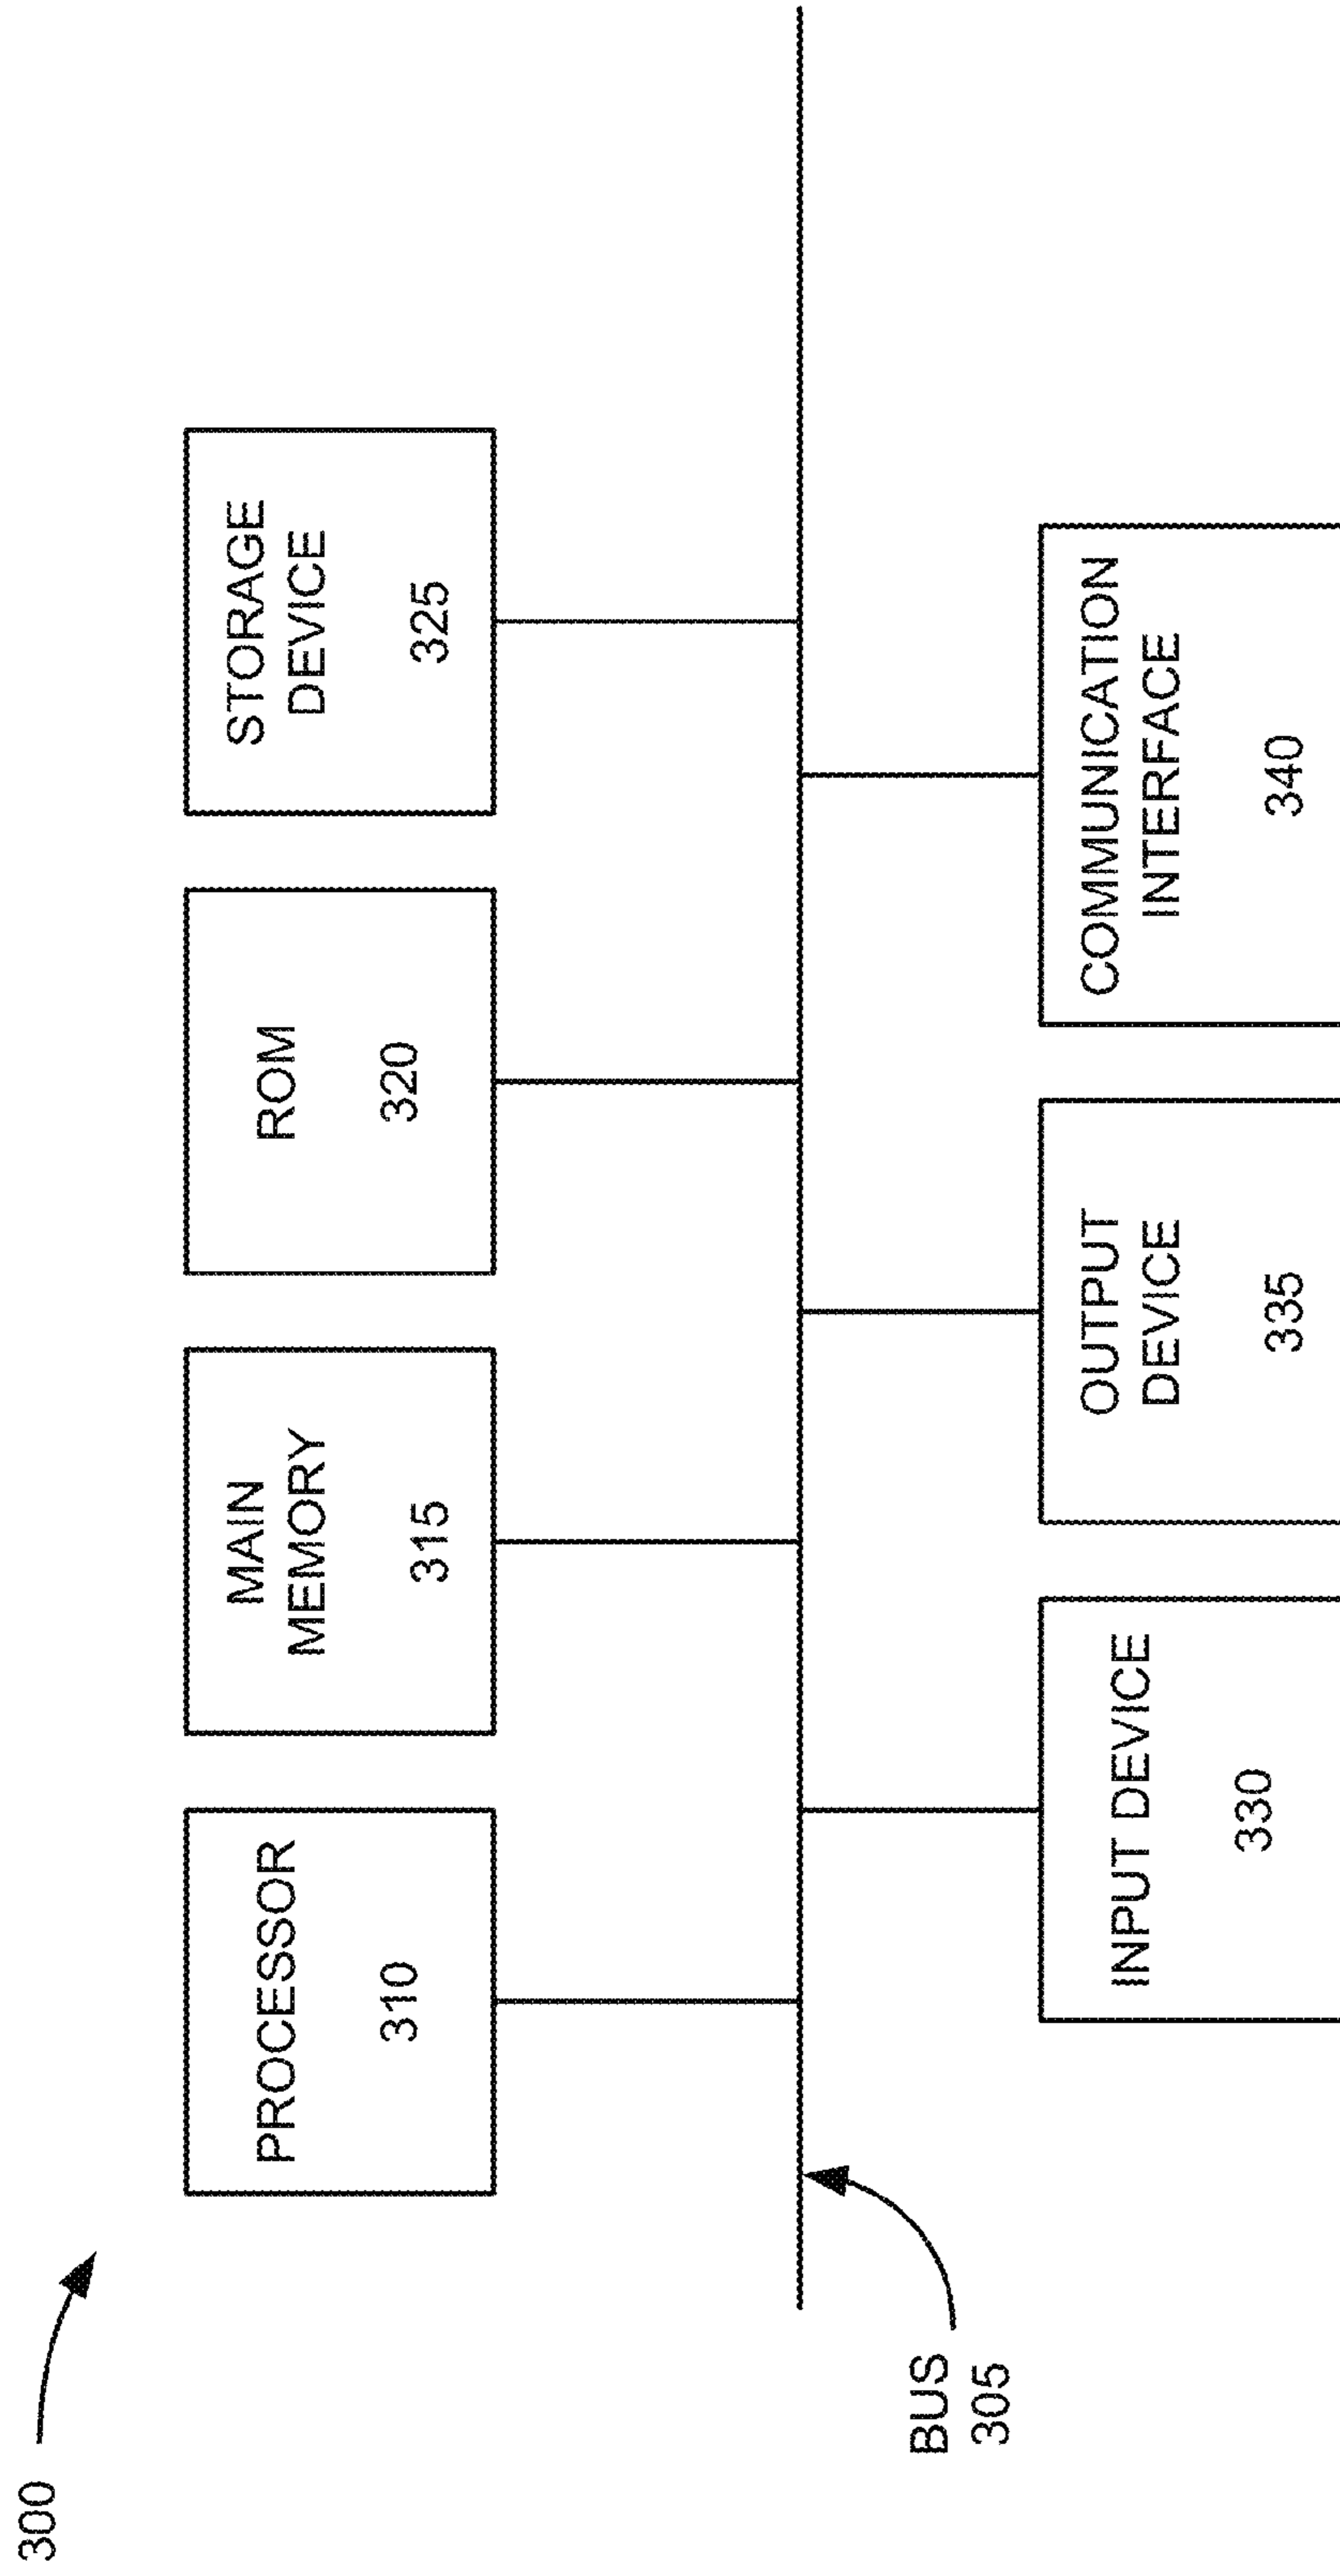 300
PROCESSOR
310
MAIN
MEMORY
315
ROM
320
STORAGE
DEVICE
325
BUS
305
INPUT DEVICE
330
OUTPUT
DEVICE
335
COMMUNICATION
INTERFACE
340